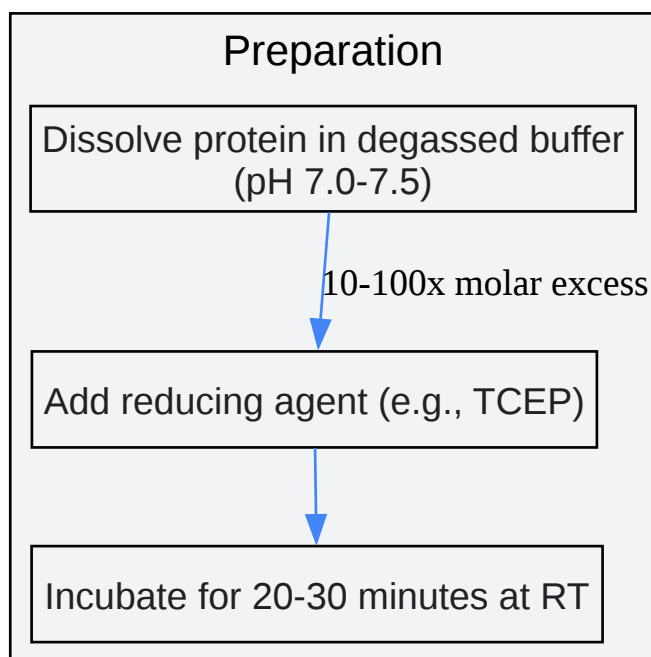 Preparation
Dissolve protein in degassed buffer
(pH 7.0-7.5)
10-100x molar excess
Add reducing agent (e.g., TCEP)
Incubate for 20-30 minutes at RT